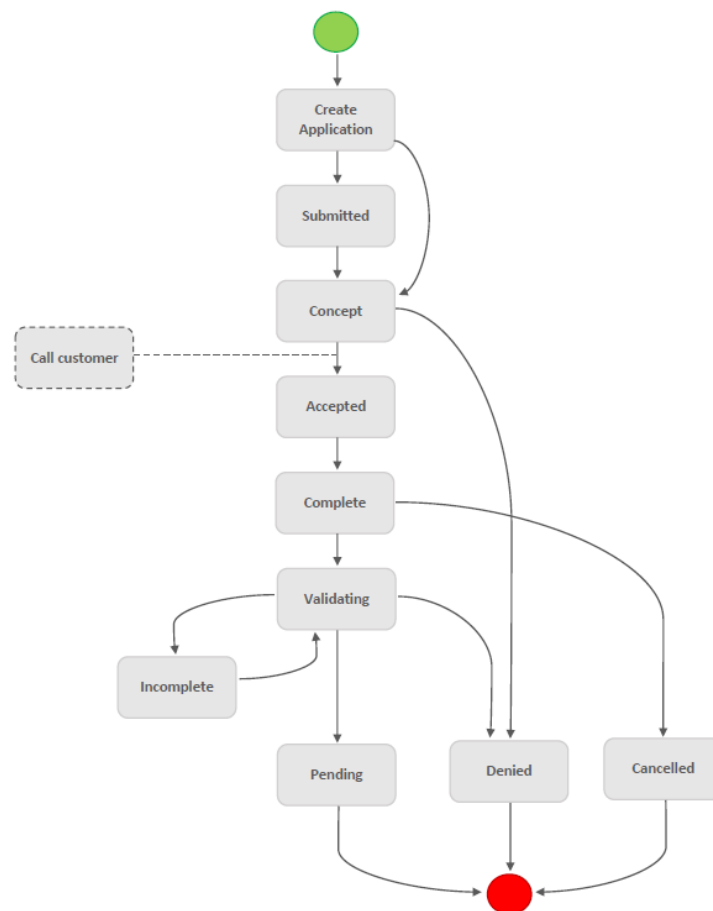 Create
Application
Submitted
Concept
Call customer
Accepted
Complete
Validating
Incomplete
Pending
Denied
Cancelled